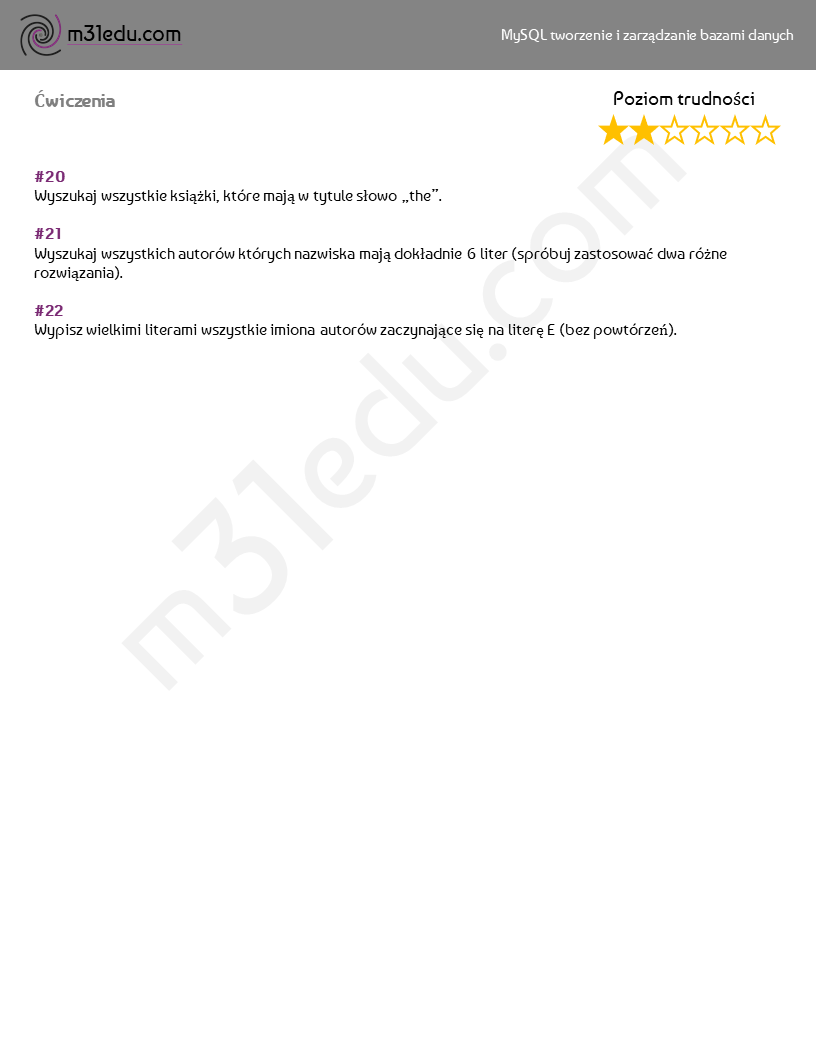 m31edu.com
MySQL tworzenie i zarządzanie bazami danych
Ćwiczenia
Poziom trudności
#20
Wyszukaj wszystkie książki, które mają w tytule słowo „the”.
#21
Wyszukaj wszystkich autorów których nazwiska mają dokładnie 6 liter (spróbuj zastosować dwa różne
rozwiązania).
#22
Wypisz wielkimi literami wszystkie imiona autorów zaczynające się na literę E (bez powtórzeń).
m31edu.com